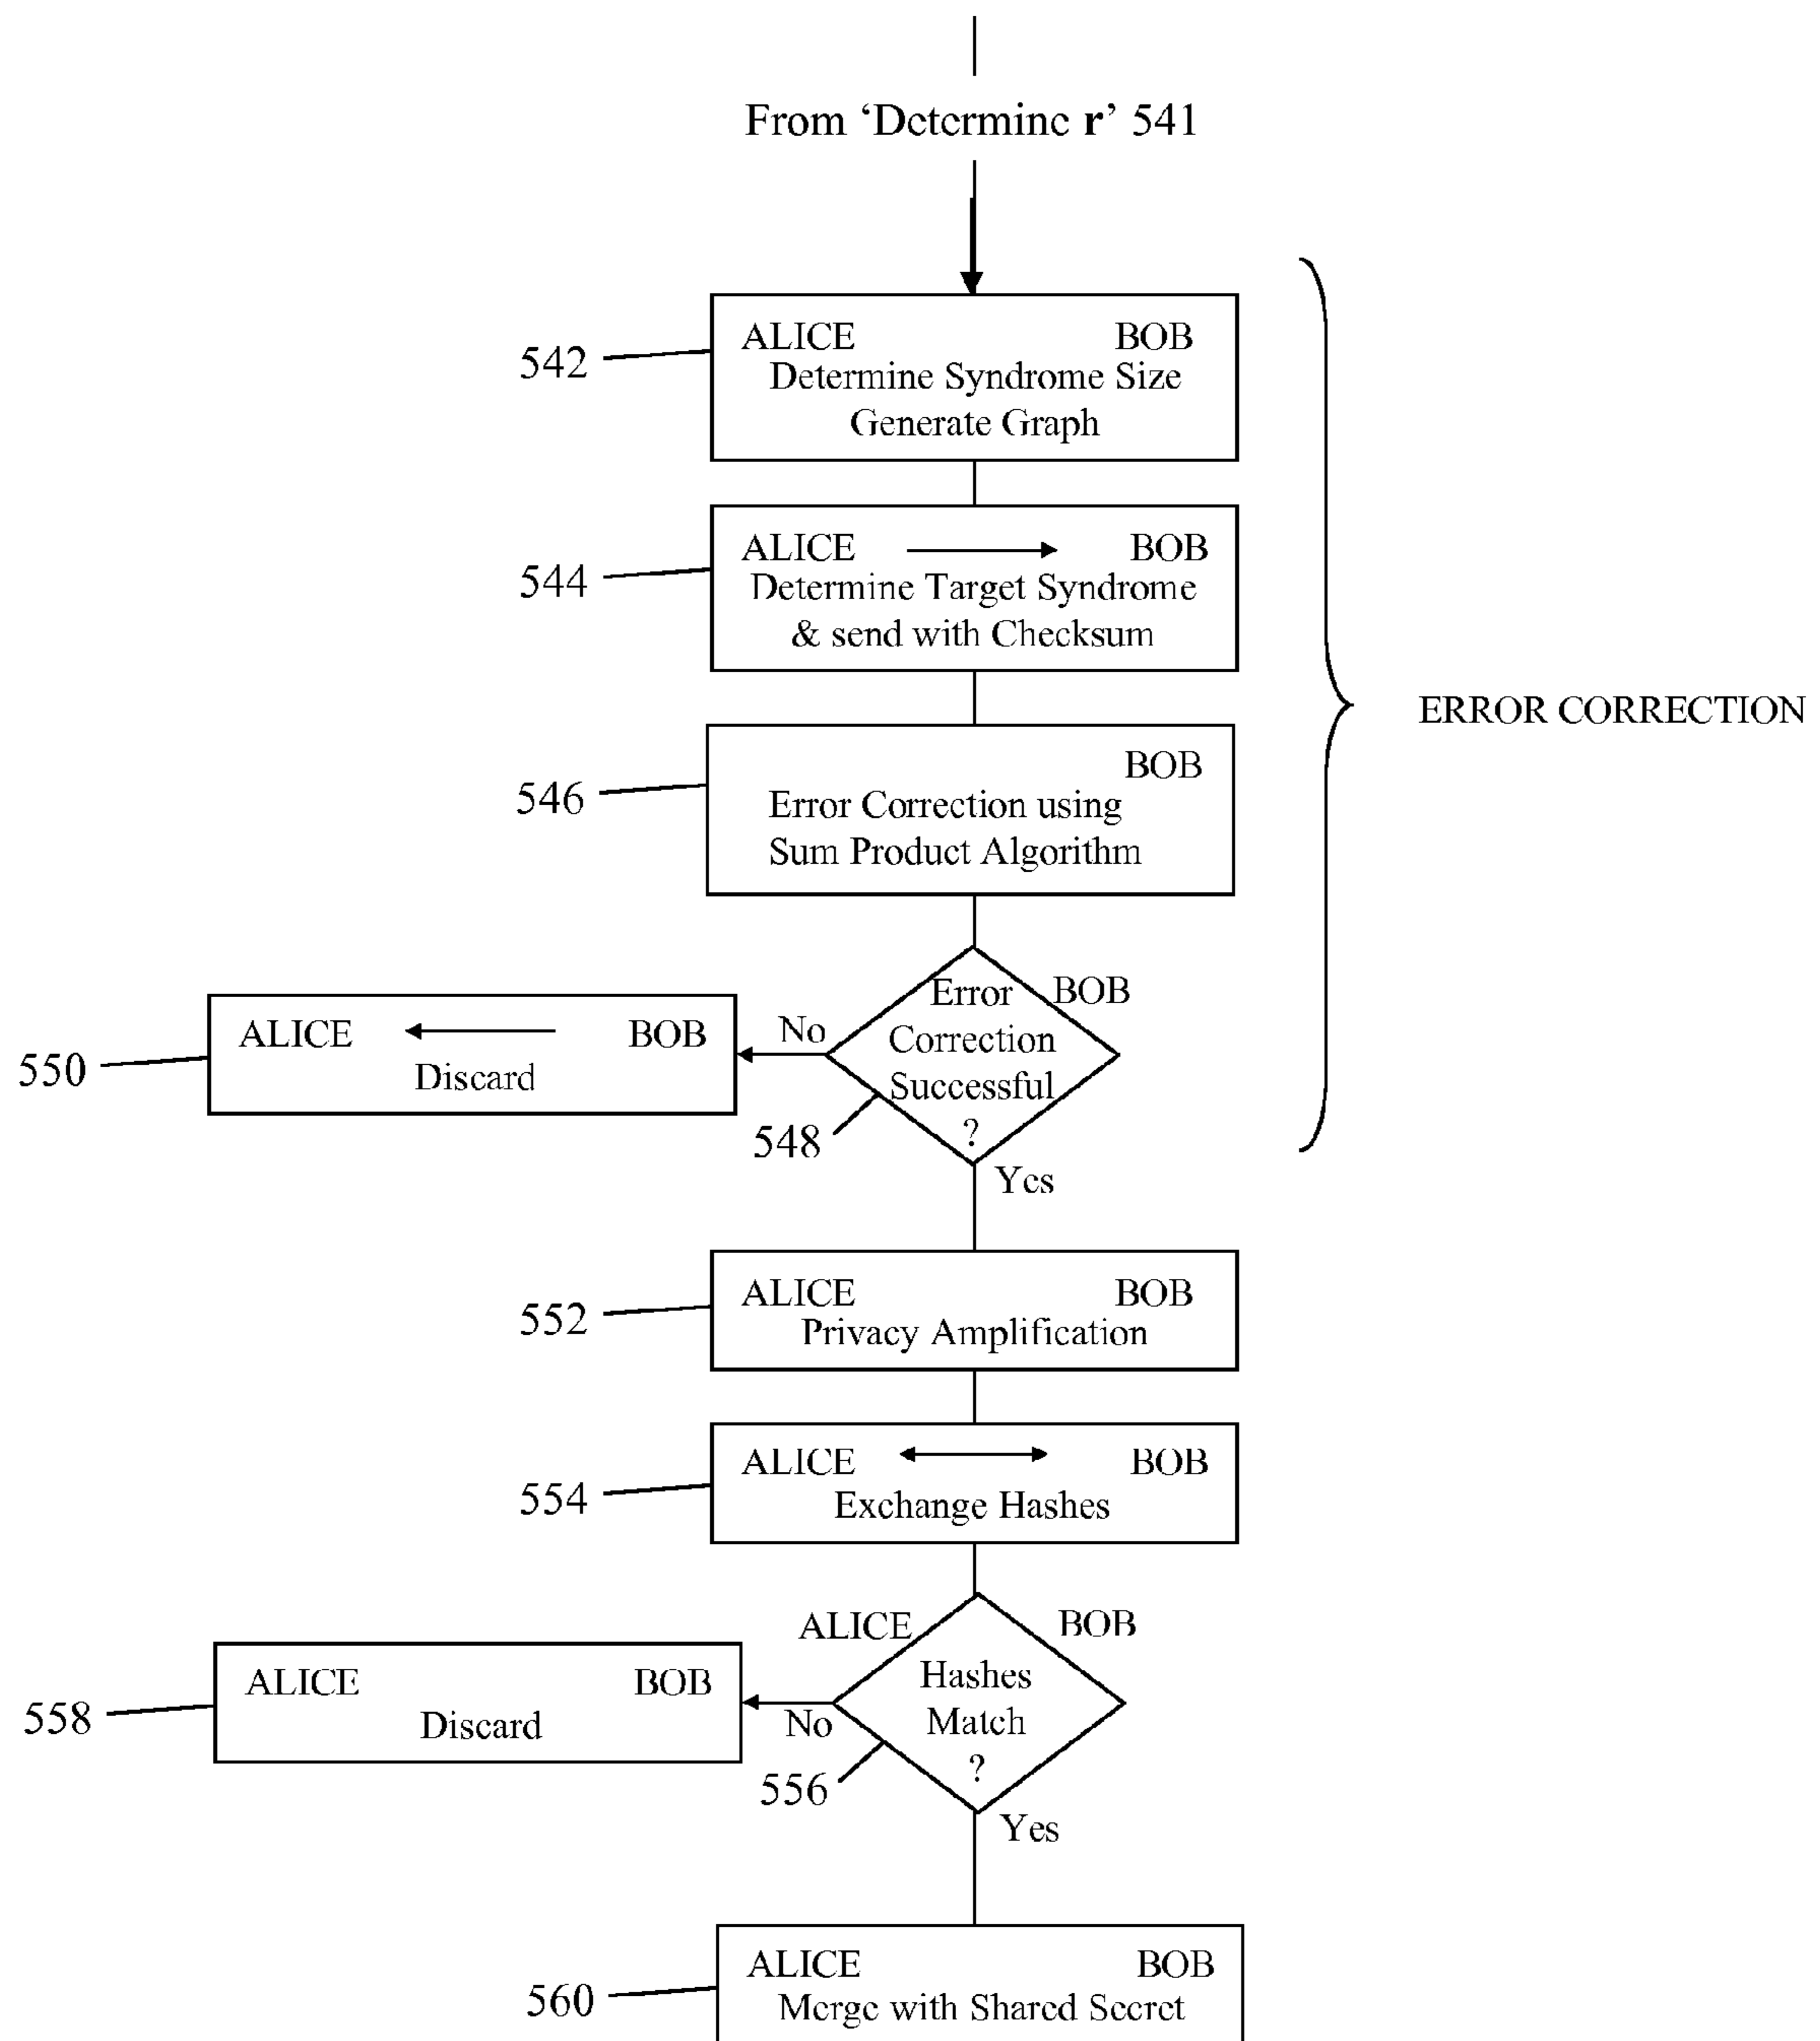 From ‘Determine r’ 541
542
ALICE BOB
Determine Syndrome Size
Generate Graph
544
ALICE BOB
Determine Target Syndrome
& send with Checksum
ERROR CORRECTION
546
BOB
Error Correction using
Sum Product Algorithm
550
ALICE BOB
Discard
No
Error
Correction
Successful
?
BOB
548
Yes
552
ALICE BOB
Privacy Amplification
554
ALICE BOB
Exchange Hashes
ALICE BOB
Hashes
Match
?
558
ALICE BOB
Discard
No
556
Yes
560
ALICE BOB
Merge with Shared Secret